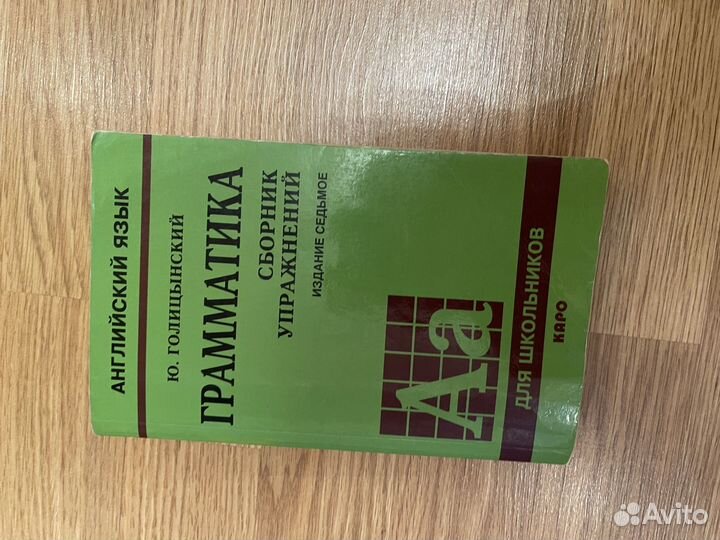 АНГЛИЙСКИЙ ЯЗЫК
Ю. ГОЛИЦЫНСКИЙ
ГРАММАТИКА
СБОРНИК
УПРАЖНЕНИЙ
ИЗДАНИЕ СЕДЬМОЕ
Aa
ДЛЯ ШКОЛЬНИКОВ
КАРО
Avito